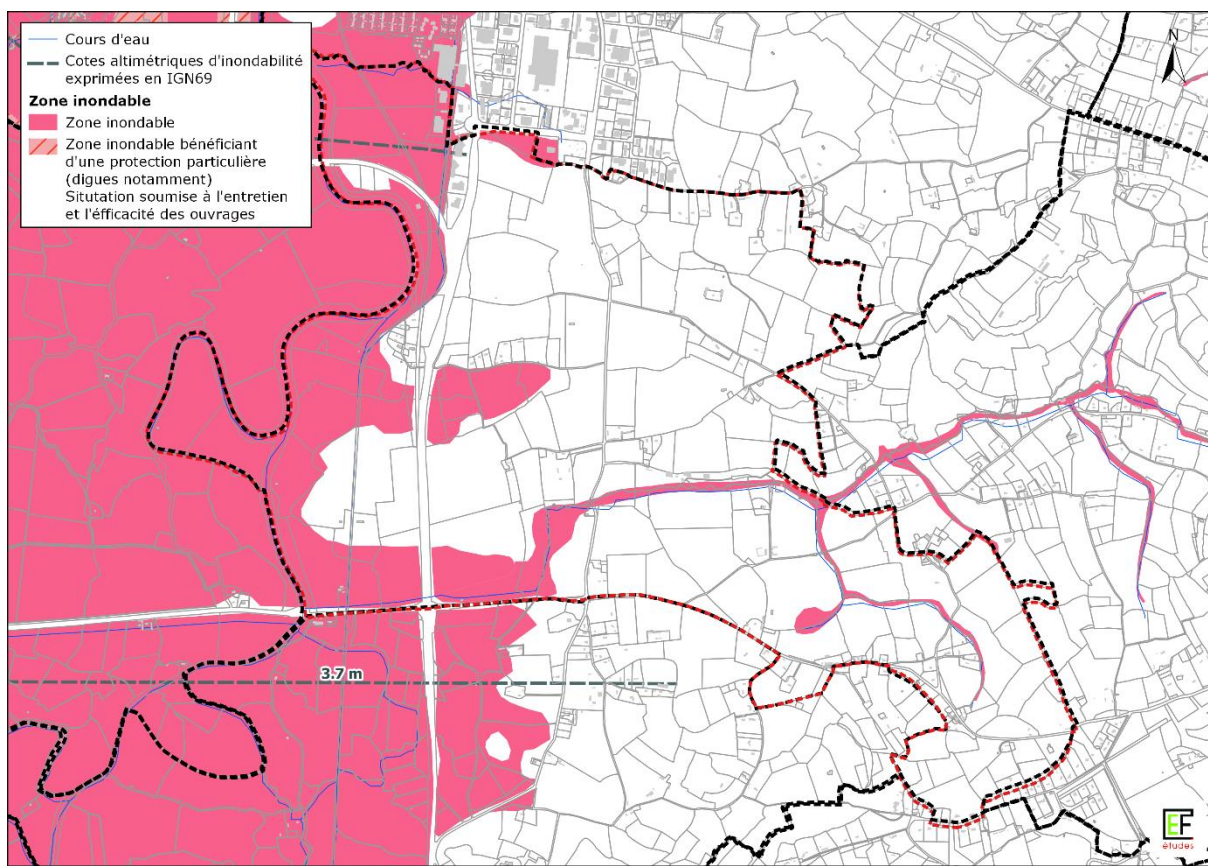 Cours d'eau
Cotes altimétriques d'inondabilité
exprimées en IGN69
Zone inondable
Zone inondable
Zone inondable bénéficiant
d'une protection particulière
(digues notamment)
Situtation soumise à l'entretien
et l'éfficacité des ouvrages
N
3.7 m
EF
études